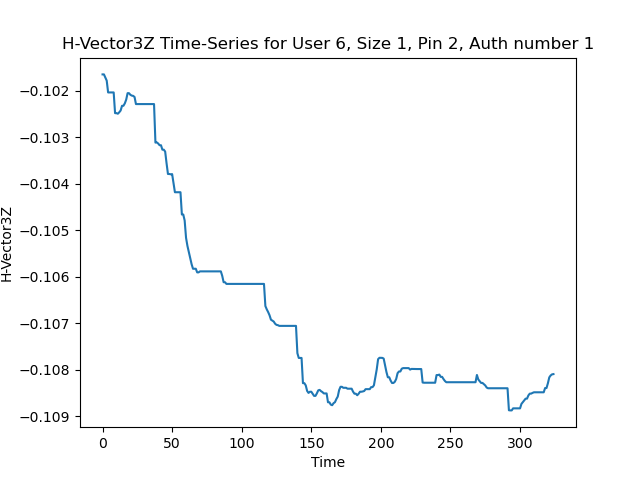 H-Vector3Z Time-Series for User 6, Size 1, Pin 2, Auth number 1
−0.102
−0.103
−0.104
−0.105
−0.106
−0.107
−0.108
−0.109
H-Vector3Z
0 50 100 150 200 250 300
Time